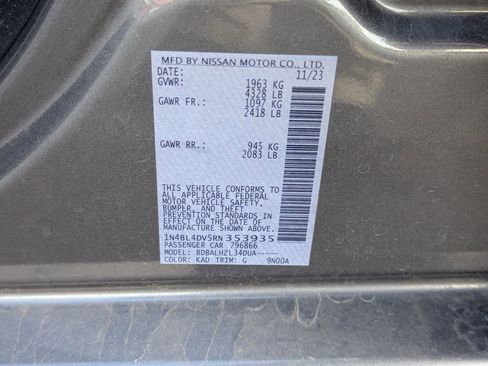 MFD BY NISSAN MOTOR CO., LTD.
DATE: 11/23
GVWR: 1963 KG
4328 LB
GAWR FR.: 1097 KG
2418 LB
GAWR RR.: 945 KG
2083 LB
THIS VEHICLE CONFORMS TO
ALL APPLICABLE FEDERAL
MOTOR VEHICLE SAFETY,
BUMPER, AND THEFT
PREVENTION STANDARDS IN
EFFECT ON THE DATE OF
MANUFACTURE SHOWN ABOVE.
1N4BL4DV5RN353935
PASSENGER CAR 796866
MODEL: BDBALHZL34DUA-----
COLOR: KAD TRIM: G 9N00A